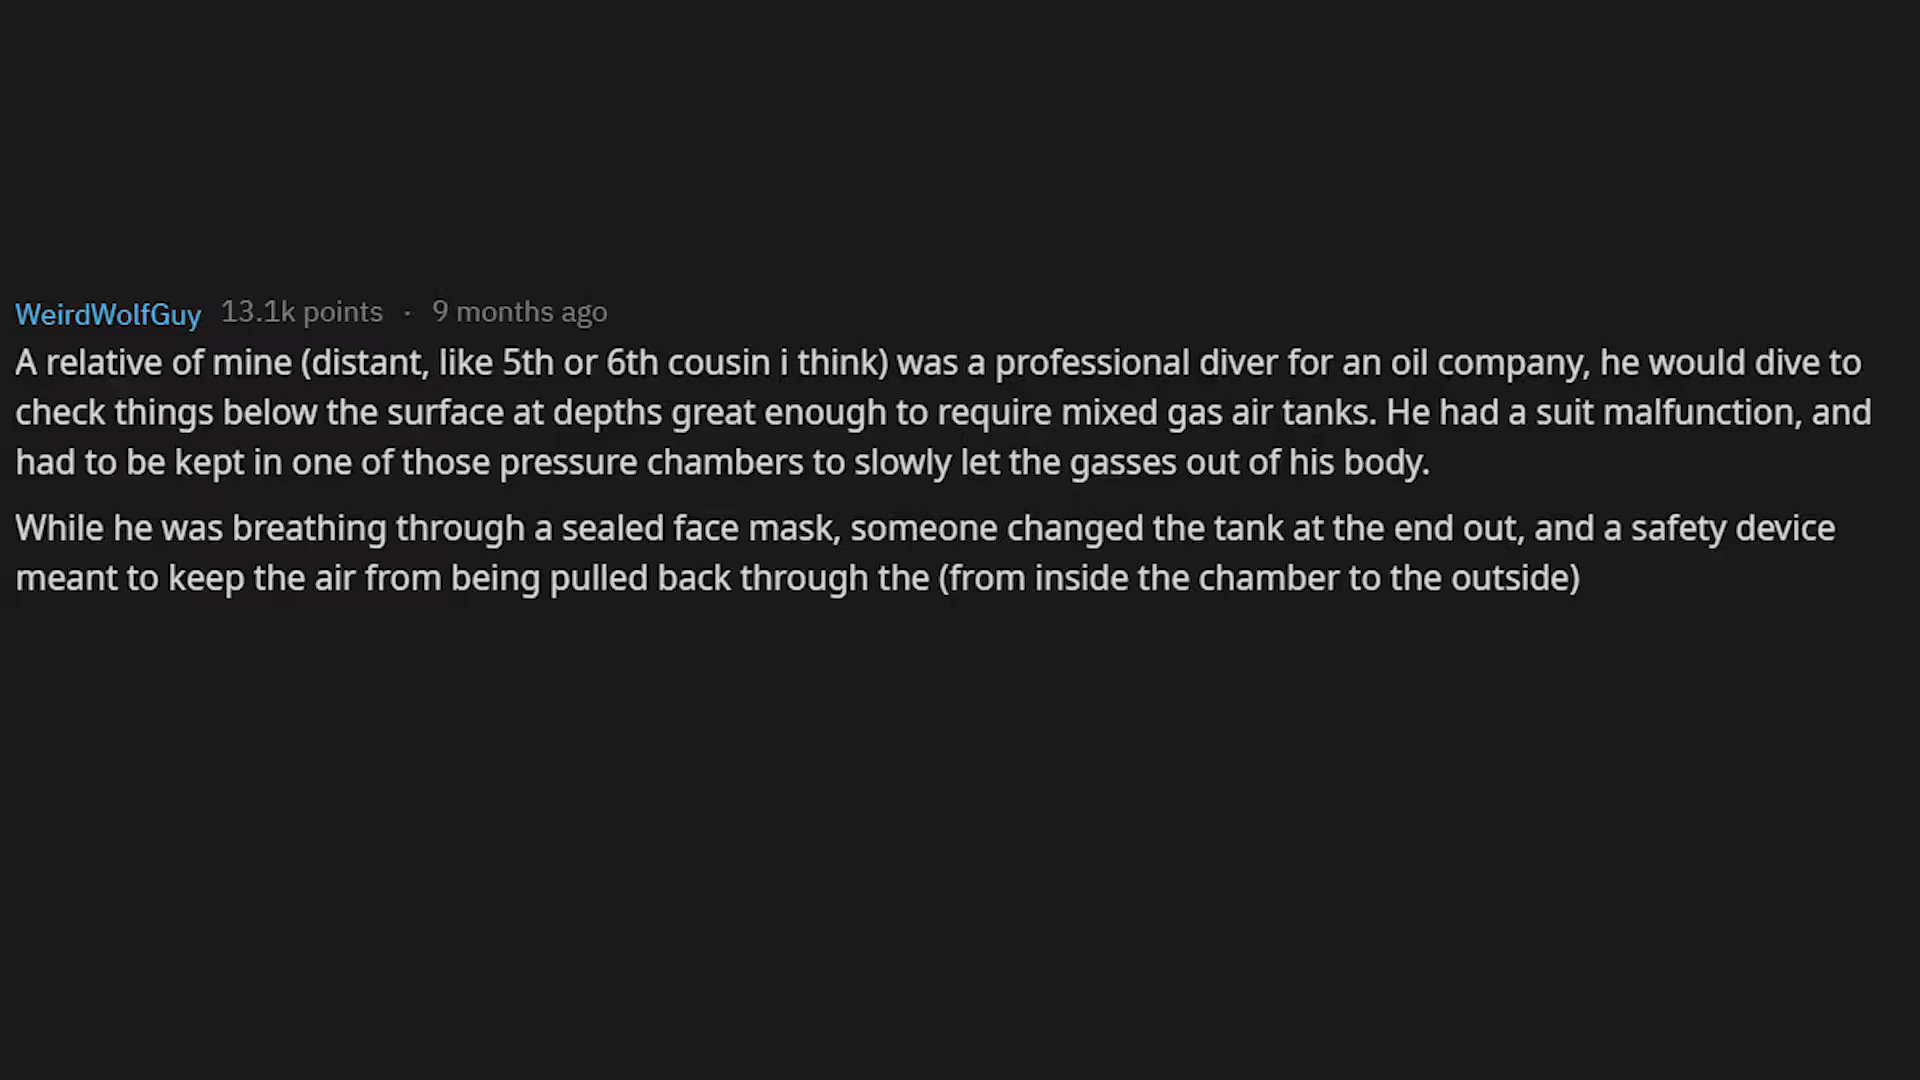 WeirdWolfGuy 13.1k points · 9 months ago
A relative of mine (distant, like 5th or 6th cousin i think) was a professional diver for an oil company, he would dive to
check things below the surface at depths great enough to require mixed gas air tanks. He had a suit malfunction, and
had to be kept in one of those pressure chambers to slowly let the gasses out of his body.
While he was breathing through a sealed face mask, someone changed the tank at the end out, and a safety device
meant to keep the air from being pulled back through the (from inside the chamber to the outside)